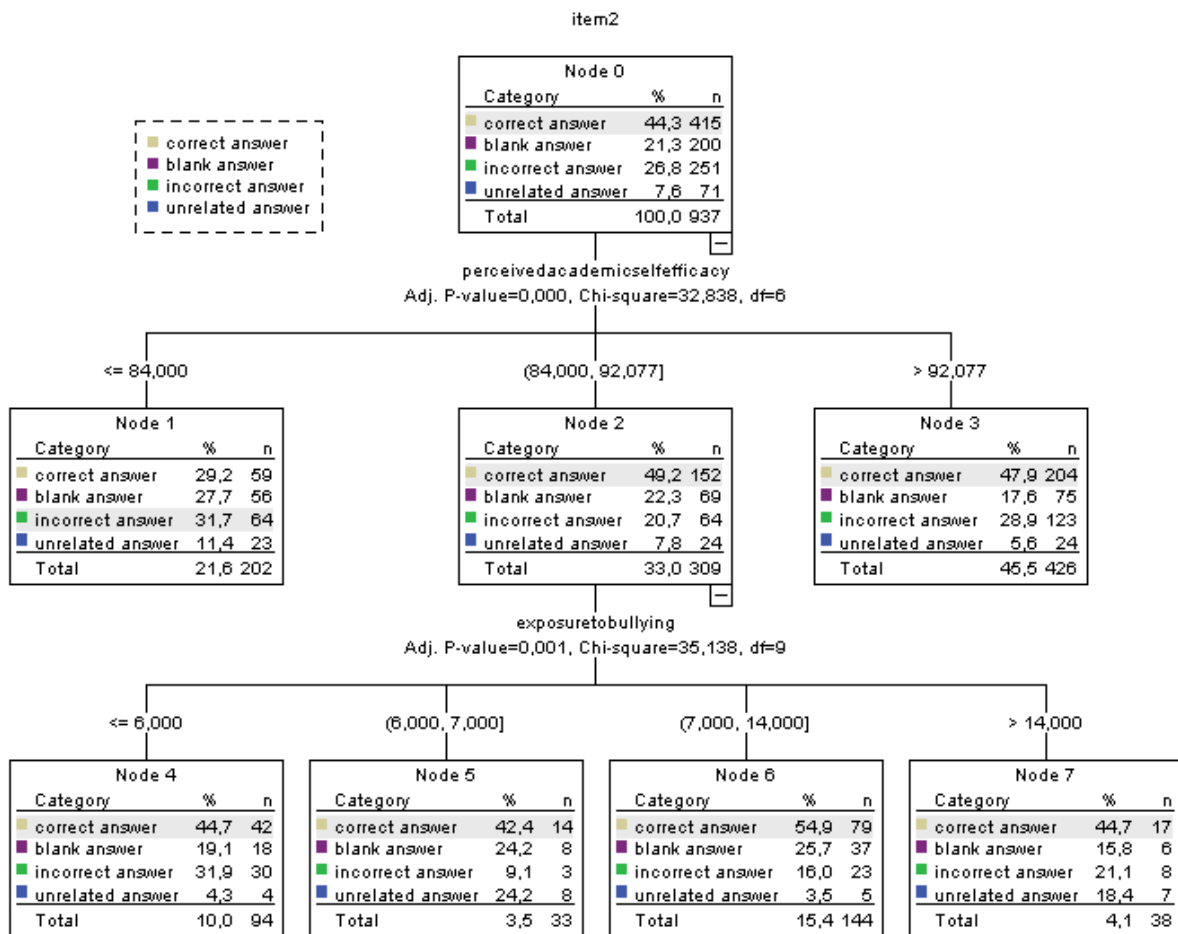 item2
correct answer
blank answer
incorrect answer
unrelated answer
Node 0
Category % n
correct answer 44,3 415
blank answer 21,3 200
incorrect answer 26,8 251
unrelated answer 7,6 71
Total 100,0 937
perceivedacademicselfefficacy
Adj. P-value=0,000, Chi-square=32,838, df=6
<= 84,000
(84,000, 92,077]
> 92,077
Node 1
Category % n
correct answer 29,2 59
blank answer 27,7 56
incorrect answer 31,7 64
unrelated answer 11,4 23
Total 21,6 202
Node 2
Category % n
correct answer 49,2 152
blank answer 22,3 69
incorrect answer 20,7 64
unrelated answer 7,8 24
Total 33,0 309
Node 3
Category % n
correct answer 47,9 204
blank answer 17,6 75
incorrect answer 28,9 123
unrelated answer 5,6 24
Total 45,5 426
exposuretobullying
Adj. P-value=0,001, Chi-square=35,138, df=9
<= 6,000
(6,000, 7,000]
(7,000, 14,000]
> 14,000
Node 4
Category % n
correct answer 44,7 42
blank answer 19,1 18
incorrect answer 31,9 30
unrelated answer 4,3 4
Total 10,0 94
Node 5
Category % n
correct answer 42,4 14
blank answer 24,2 8
incorrect answer 9,1 3
unrelated answer 24,2 8
Total 3,5 33
Node 6
Category % n
correct answer 54,9 79
blank answer 25,7 37
incorrect answer 16,0 23
unrelated answer 3,5 5
Total 15,4 144
Node 7
Category % n
correct answer 44,7 17
blank answer 15,8 6
incorrect answer 21,1 8
unrelated answer 18,4 7
Total 4,1 38